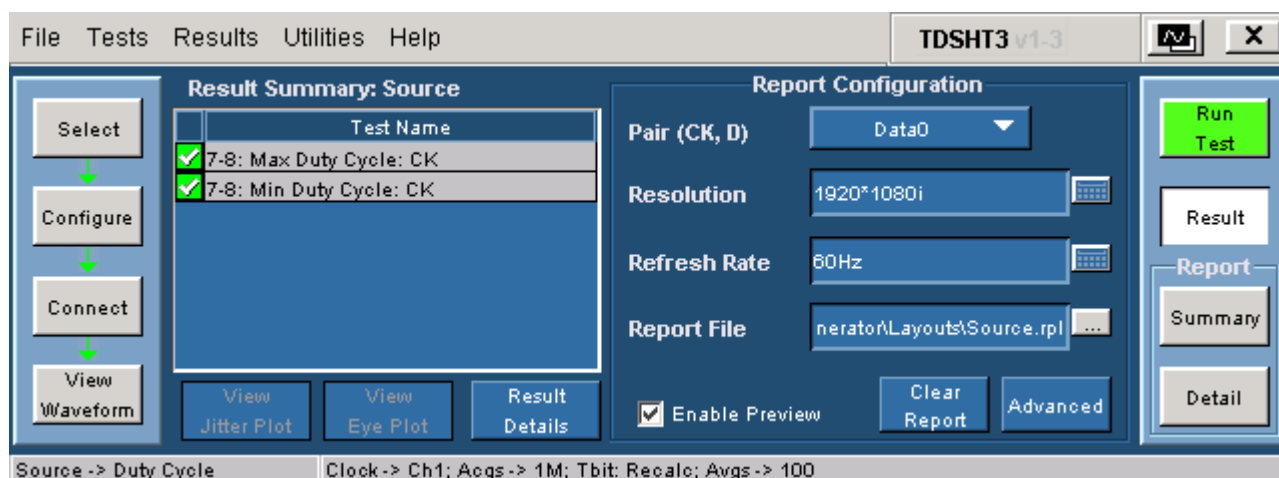 File Tests Results Utilities Help TDSHT3 v1-3 X
Select
Configure
Connect
View
Waveform
Result Summary: Source
Test Name
7-8: Max Duty Cycle: CK
7-8: Min Duty Cycle: CK
View
Jitter Plot
View
Eye Plot
Result
Details
Report Configuration
Pair (CK, D) Data0
Resolution 1920*1080i
Refresh Rate 60Hz
Report File nerator\Layouts\Source.rpl ...
Enable Preview
Clear
Report
Advanced
Run
Test
Result
Report
Summary
Detail
Source -> Duty Cycle Clock -> Ch1; Acqs -> 1M; Tbit: Recalc; Avgs -> 100